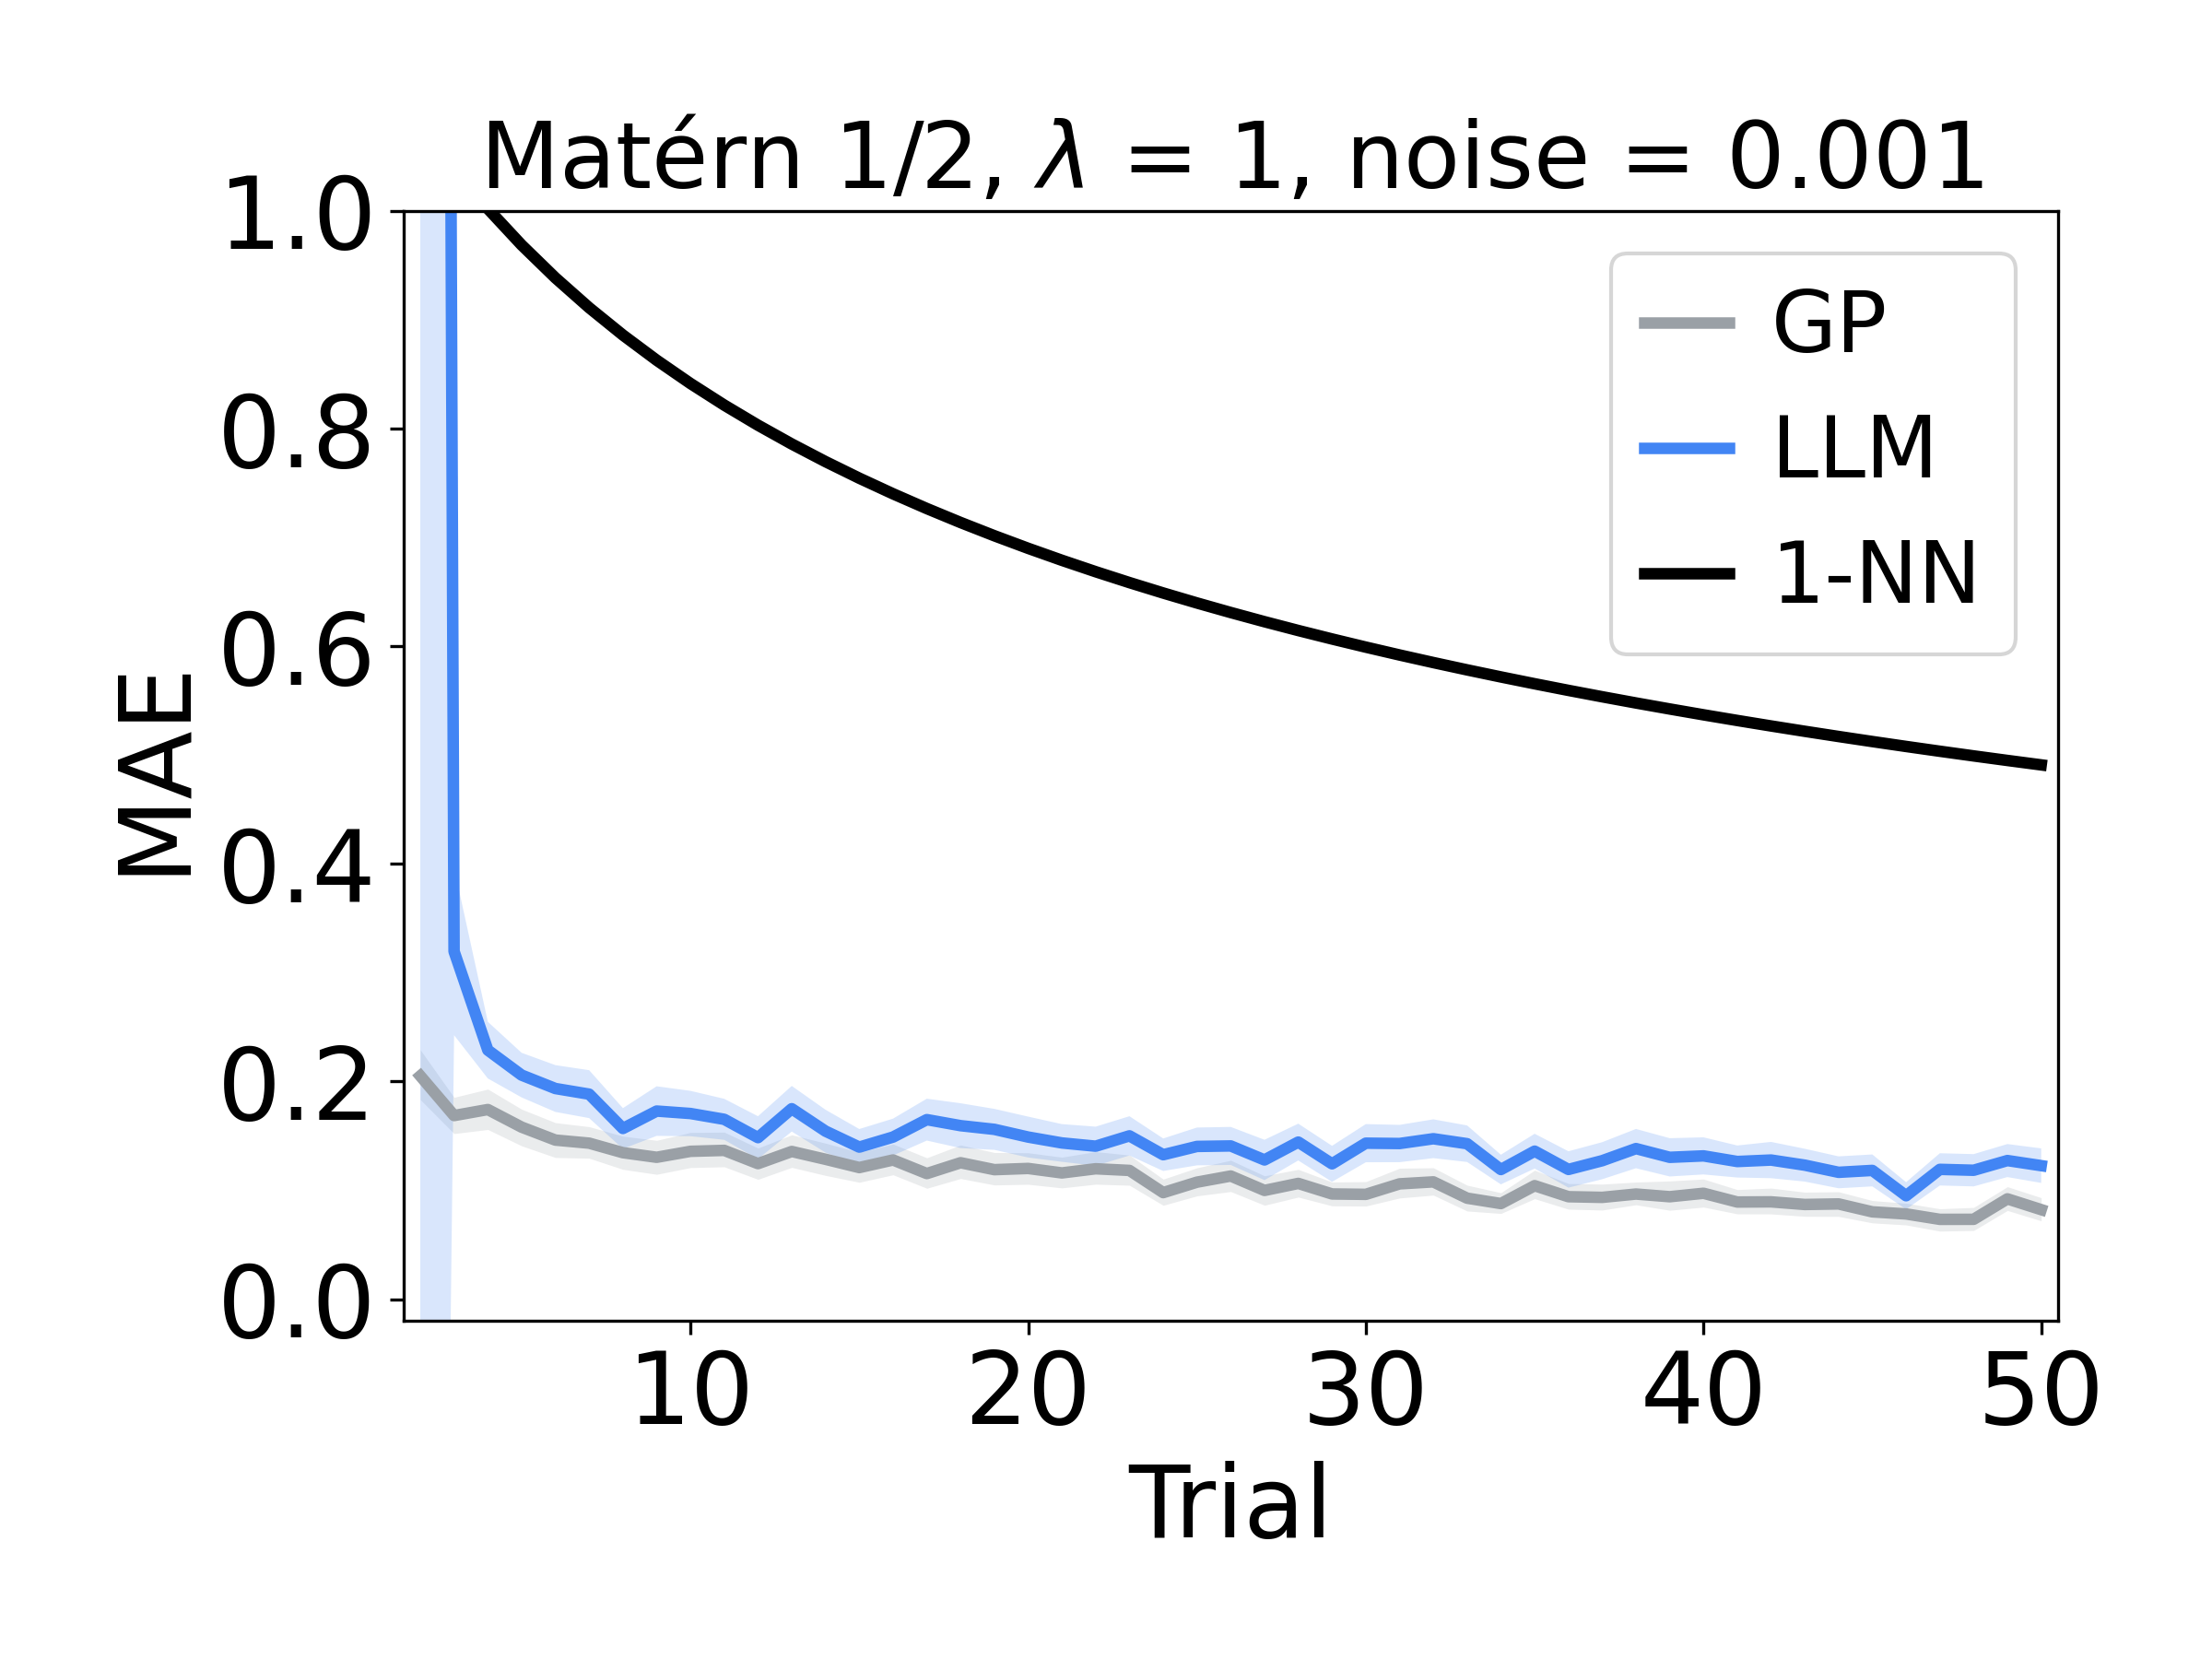 Matérn 1/2, λ = 1, noise = 0.001
1.0
0.8
0.6
0.4
0.2
0.0
MAE
GP
LLM
1-NN
10 20 30 40 50
Trial